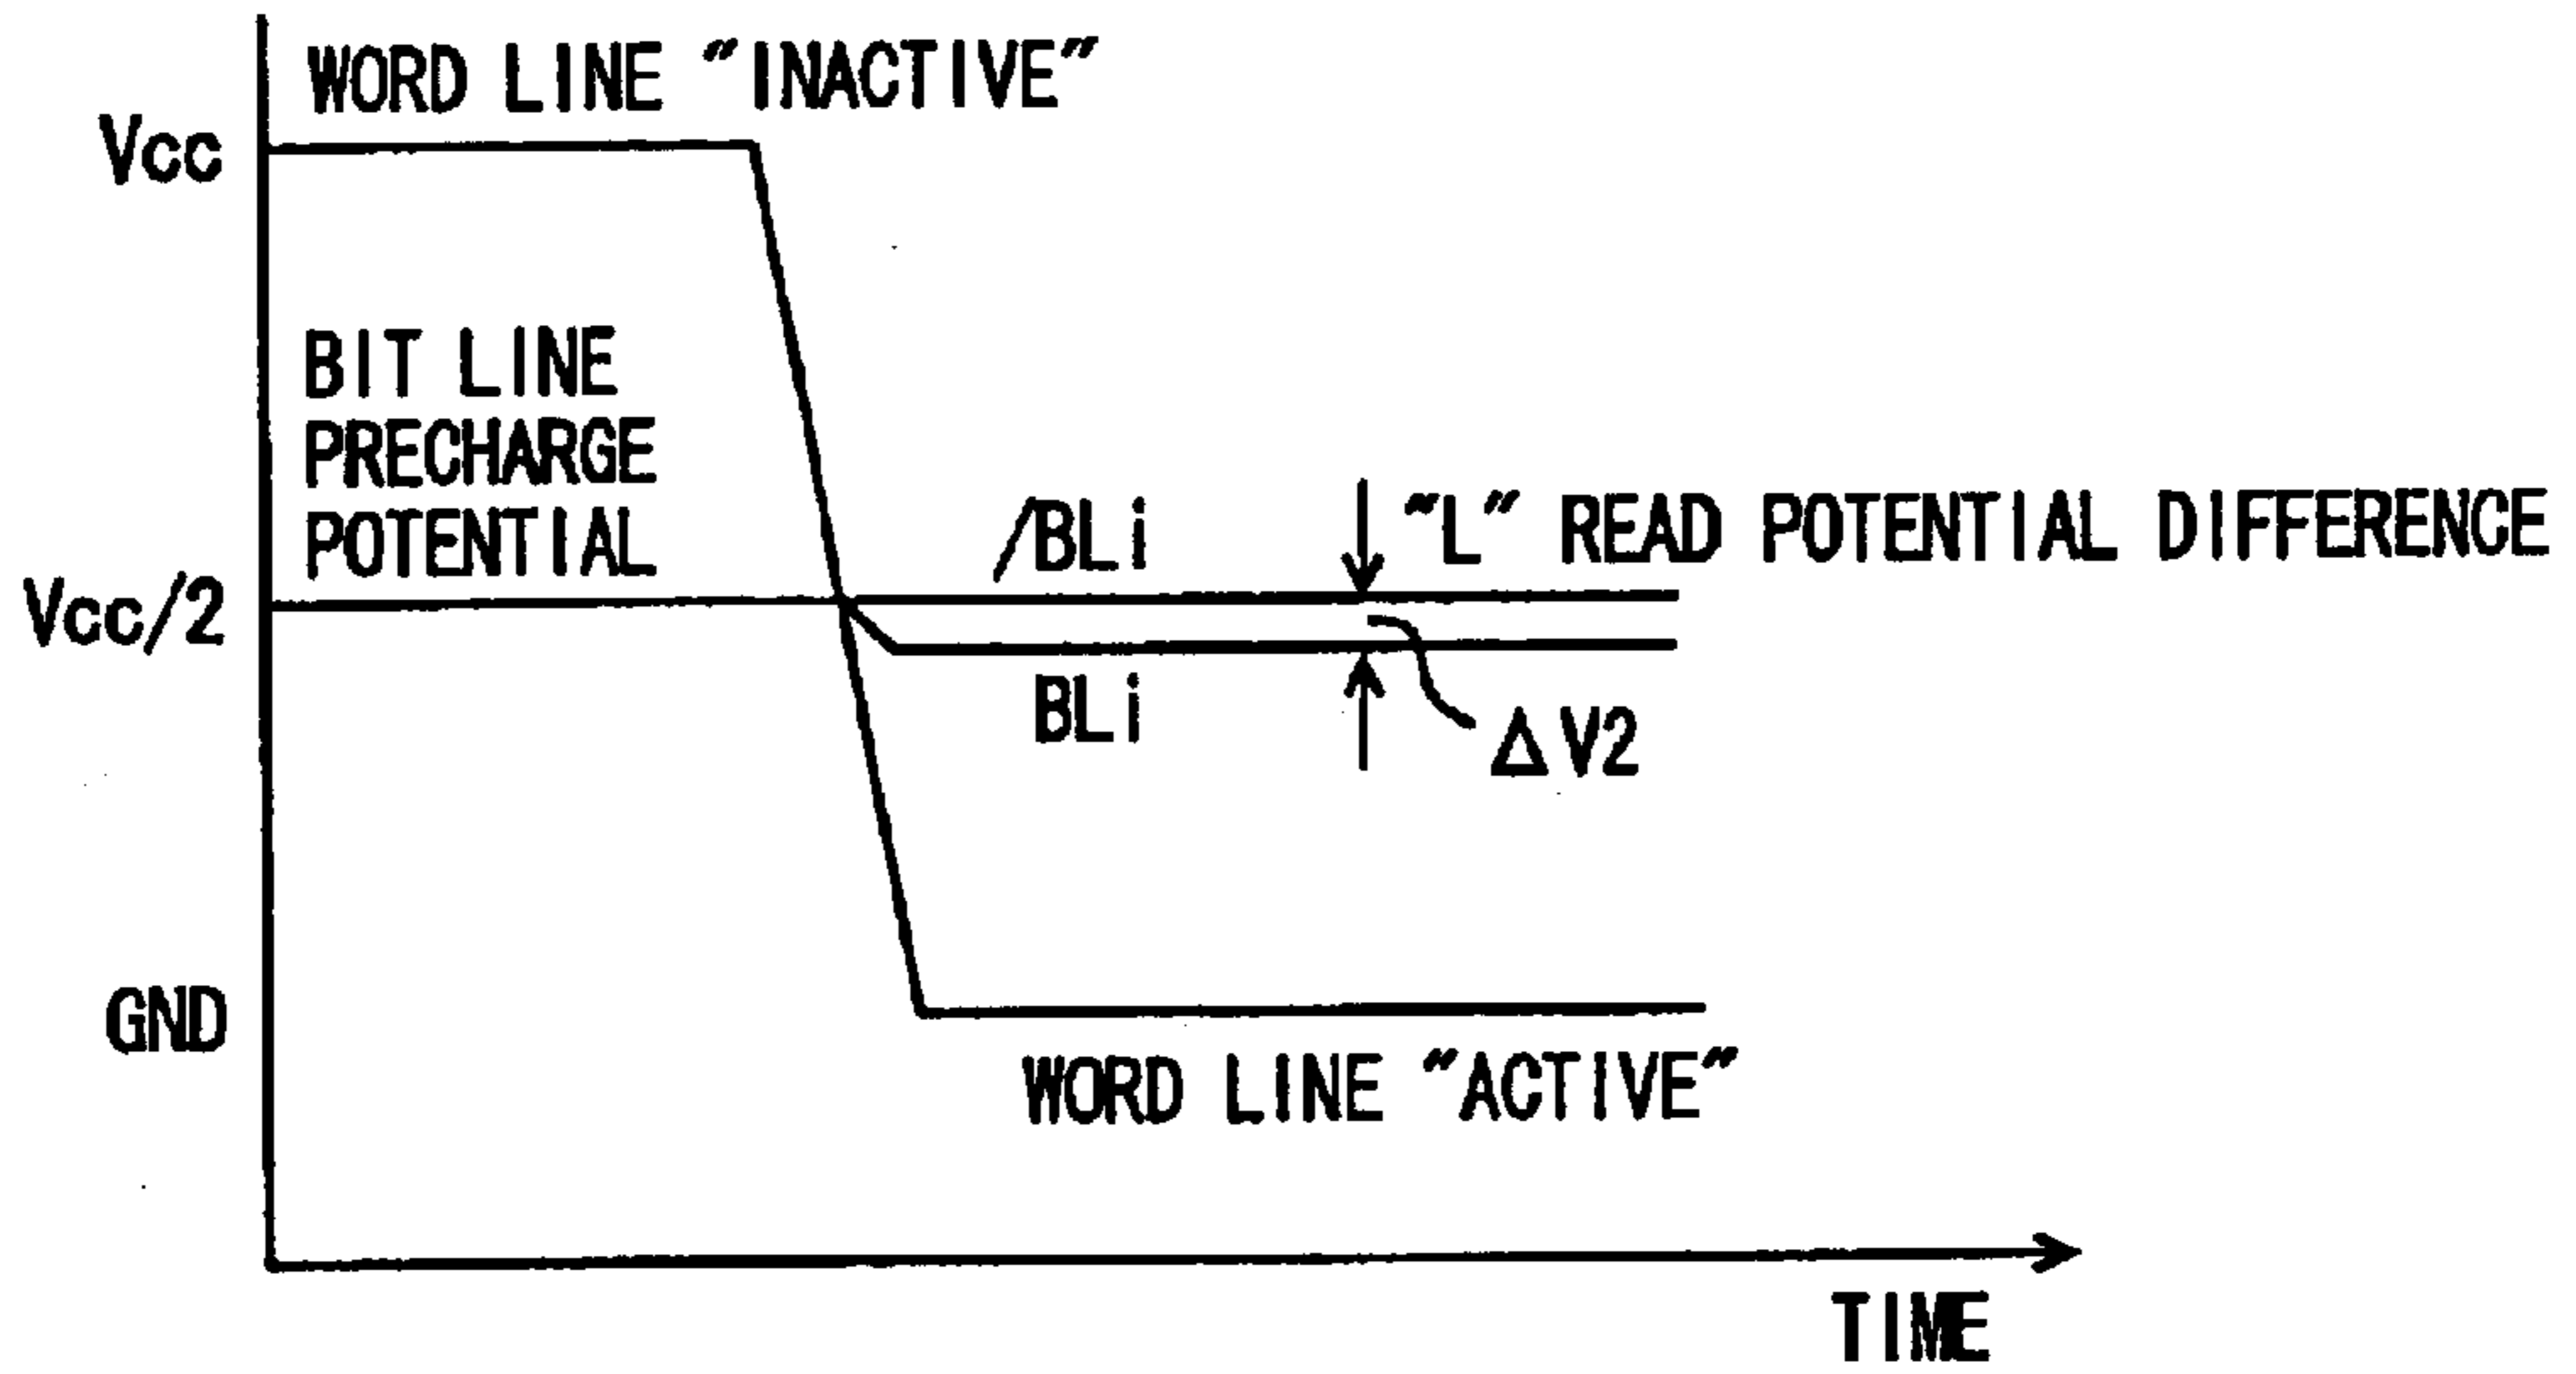 WORD LINE "INACTIVE"
Vcc
BIT LINE
PRECHARGE
POTENTIAL
/BLi
"L" READ POTENTIAL DIFFERENCE
Vcc/2
BLi
ΔV2
GND
WORD LINE "ACTIVE"
TIME